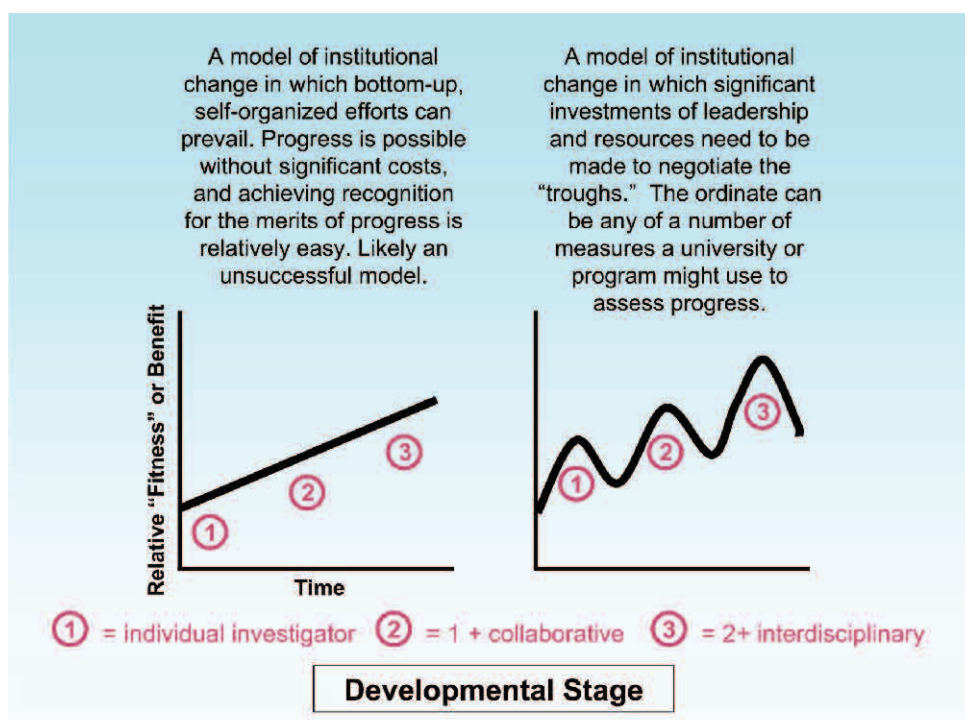 A model of institutional
change in which bottom-up,
self-organized efforts can
prevail. Progress is possible
without significant costs,
and achieving recognition
for the merits of progress is
relatively easy. Likely an
unsuccessful model.
A model of institutional
change in which significant
investments of leadership
and resources need to be
made to negotiate the
“troughs.” The ordinate can
be any of a number of
measures a university or
program might use to
assess progress.
Relative “Fitness” or Benefit
1
2
3
Time
1
2
3
1 = individual investigator 2 = 1 + collaborative 3 = 2+ interdisciplinary
Developmental Stage